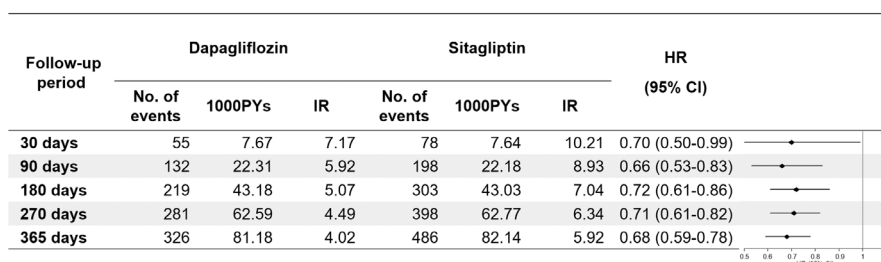 Follow-up period
Dapagliflozin
Sitagliptin
HR
(95% CI)
No. of events 1000PYs IR No. of events 1000PYs IR
30 days 55 7.67 7.17 78 7.64 10.21 0.70 (0.50-0.99)
90 days 132 22.31 5.92 198 22.18 8.93 0.66 (0.53-0.83)
180 days 219 43.18 5.07 303 43.03 7.04 0.72 (0.61-0.86)
270 days 281 62.59 4.49 398 62.77 6.34 0.71 (0.61-0.82)
365 days 326 81.18 4.02 486 82.14 5.92 0.68 (0.59-0.78)
0.5 0.6 0.7 0.8 0.9 1